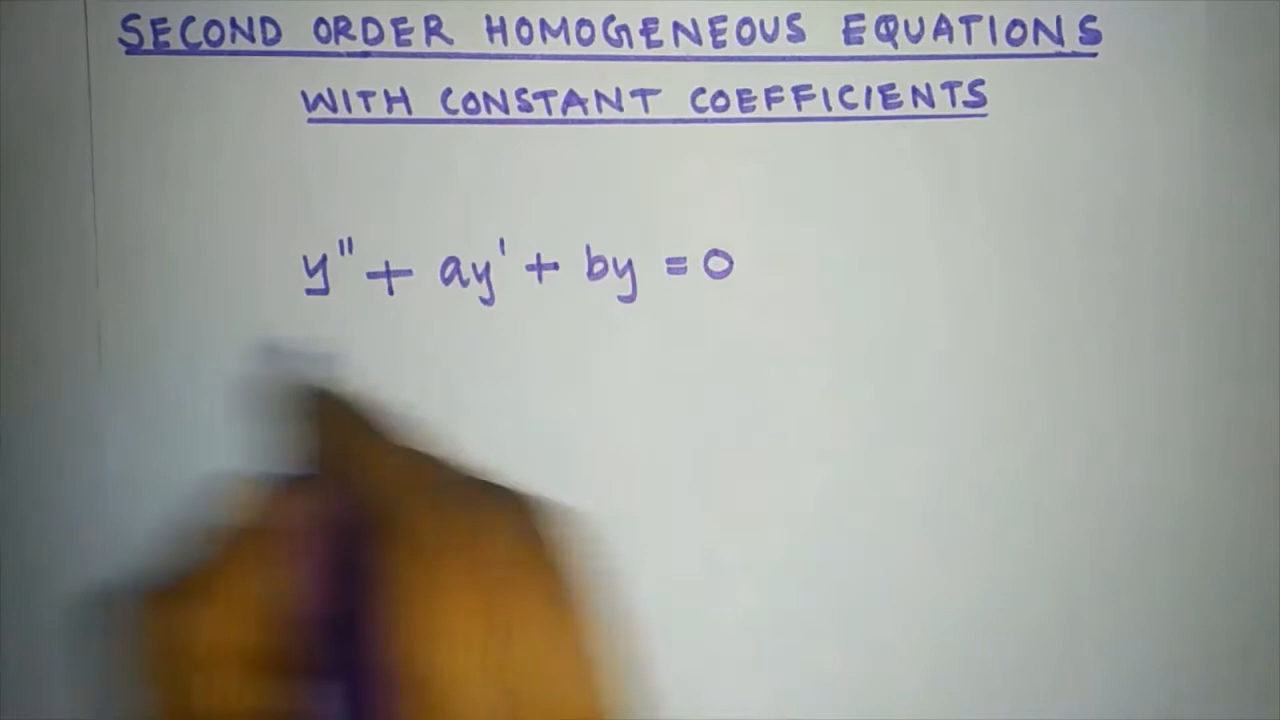 SECOND ORDER HOMOGENEOUS EQUATIONS
WITH CONSTANT COEFFICIENTS
y" + ay' + by = 0